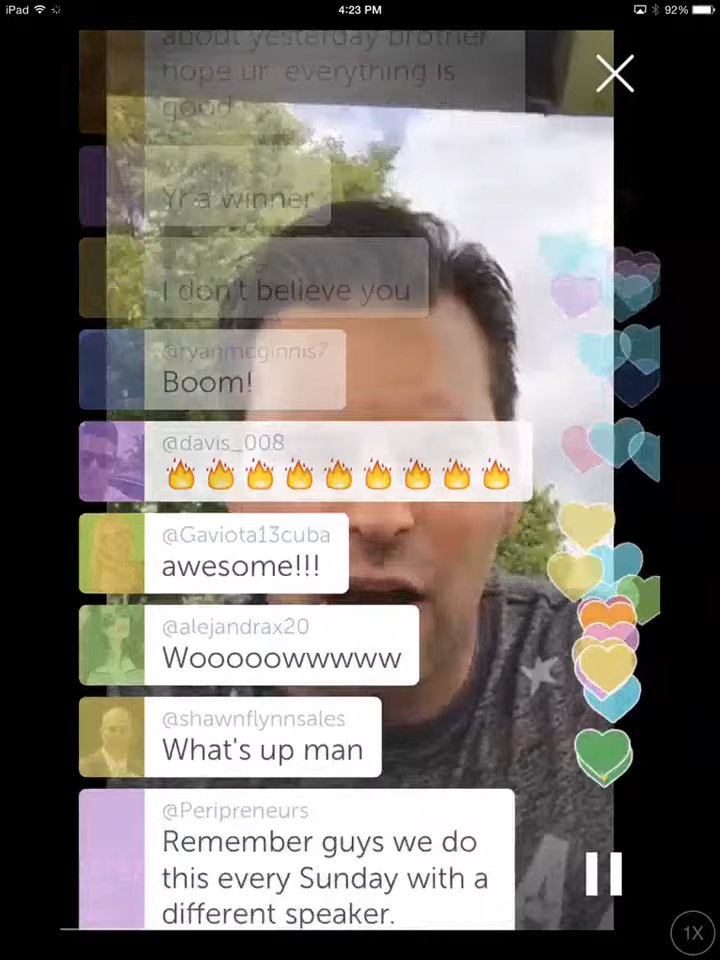 iPad
4:23 PM
92%
about yesterday brother
hope ur everything is
good
Yr a winner
I don't believe you
@ryanmcginnis7
Boom!
@davis_008
🔥🔥🔥🔥🔥🔥🔥🔥🔥
@Gaviota13cuba
awesome!!!
@alejandrax20
Wooooowwwww
@shawnflynnsales
What's up man
@Peripreneurs
Remember guys we do
this every Sunday with a
different speaker.
1X